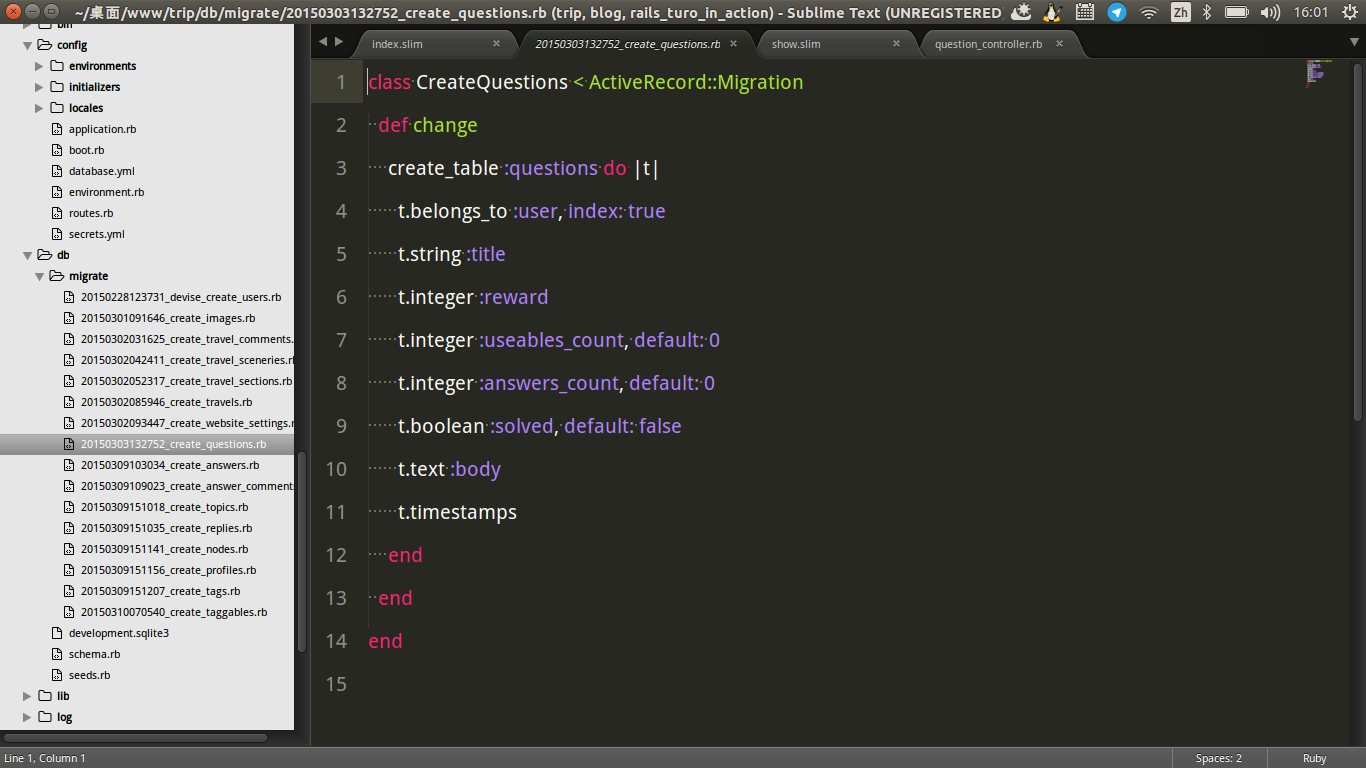 ~/桌面/www/trip/db/migrate/20150303132752_create_questions.rb (trip, blog, rails_turo_in_action) - Sublime Text (UNREGISTERED)
Zh
16:01
bin
config
environments
initializers
locales
application.rb
boot.rb
database.yml
environment.rb
routes.rb
secrets.yml
db
migrate
20150228123731_devise_create_users.rb
20150301091646_create_images.rb
20150302031625_create_travel_comments.
20150302042411_create_travel_sceneries.rb
20150302052317_create_travel_sections.rb
20150302085946_create_travels.rb
20150302093447_create_website_settings.r
20150303132752_create_questions.rb
20150309103034_create_answers.rb
20150309109023_create_answer_comment
20150309151018_create_topics.rb
20150309151035_create_replies.rb
20150309151141_create_nodes.rb
20150309151156_create_profiles.rb
20150309151207_create_tags.rb
20150310070540_create_taggables.rb
development.sqlite3
schema.rb
seeds.rb
lib
log
index.slim
20150303132752_create_questions.rb
show.slim
question_controller.rb
1 class CreateQuestions < ActiveRecord::Migration
2 def change
3 create_table :questions do |t|
4 t.belongs_to :user, index: true
5 t.string :title
6 t.integer :reward
7 t.integer :useables_count, default: 0
8 t.integer :answers_count, default: 0
9 t.boolean :solved, default: false
10 t.text :body
11 t.timestamps
12 end
13 end
14 end
15
Line 1, Column 1
Spaces: 2
Ruby